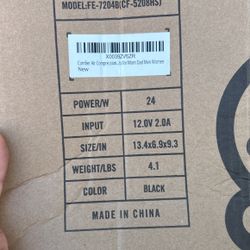 MODEL:FE-7204B(CF-5208HS)
X003BZVSZR
New
POWER/W 24
INPUT 12.0V 2.0A
SIZE/IN 13.4x6.9x9.3
WEIGHT/LBS 4.1
COLOR BLACK
MADE IN CHINA